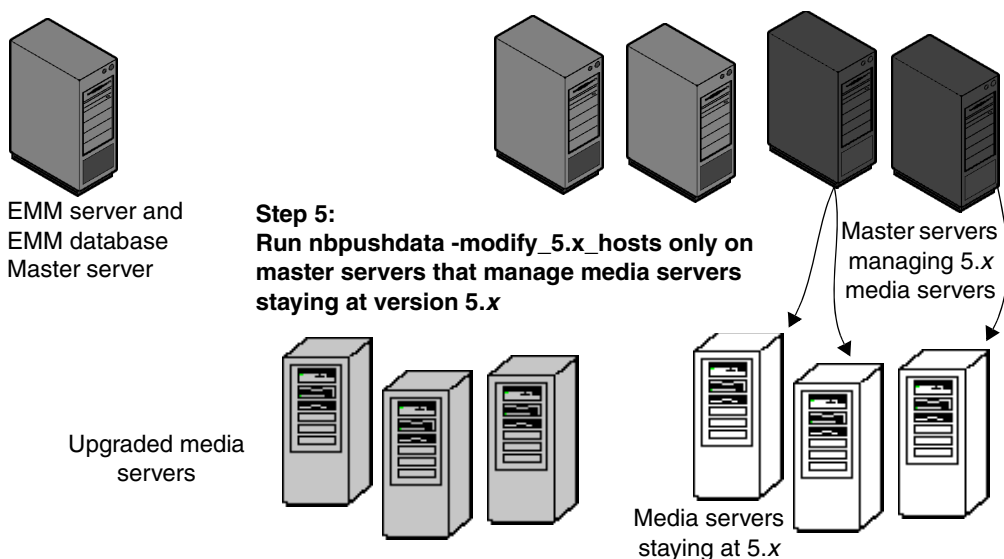 EMM server and
EMM database
Master server
Step 5:
Run nbpushdata -modify_5.x_hosts only on
master servers that manage media servers
staying at version 5.x
Master servers
managing 5.x
media servers
Upgraded media
servers
Media servers
staying at 5.x